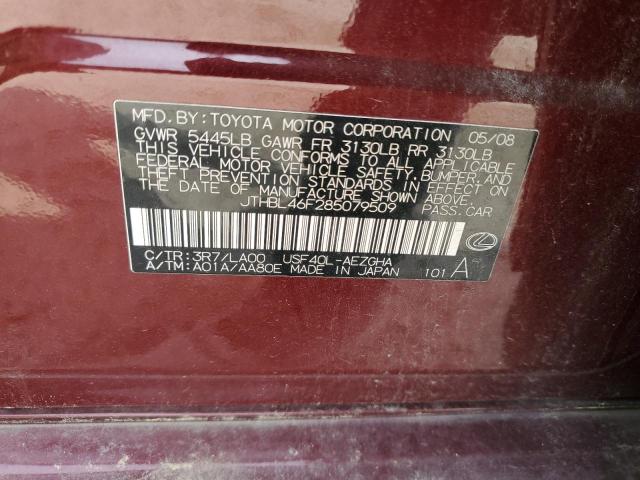 MFD. BY: TOYOTA MOTOR CORPORATION 05/08
GVWR 5445LB GAWR FR 3130LB RR 3130LB
THIS VEHICLE CONFORMS TO ALL APPLICABLE
FEDERAL MOTOR VEHICLE SAFETY, BUMPER, AND
THEFT PREVENTION STANDARDS IN EFFECT ON
THE DATE OF MANUFACTURE SHOWN ABOVE.
JTHBL46F285079509 PASS. CAR
C/TR: 3R7/LA00 USF40L-AEZGHA
A/TM: A01A/AA80E MADE IN JAPAN 101 A